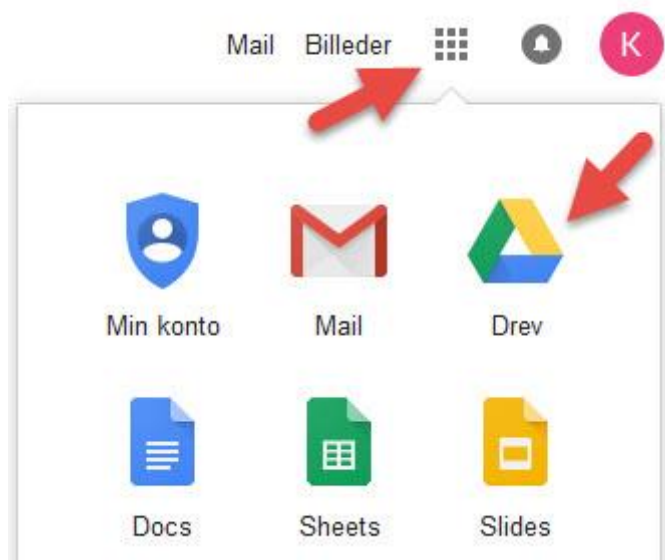 Mail Billeder K
Min konto Mail Drev
Docs Sheets Slides